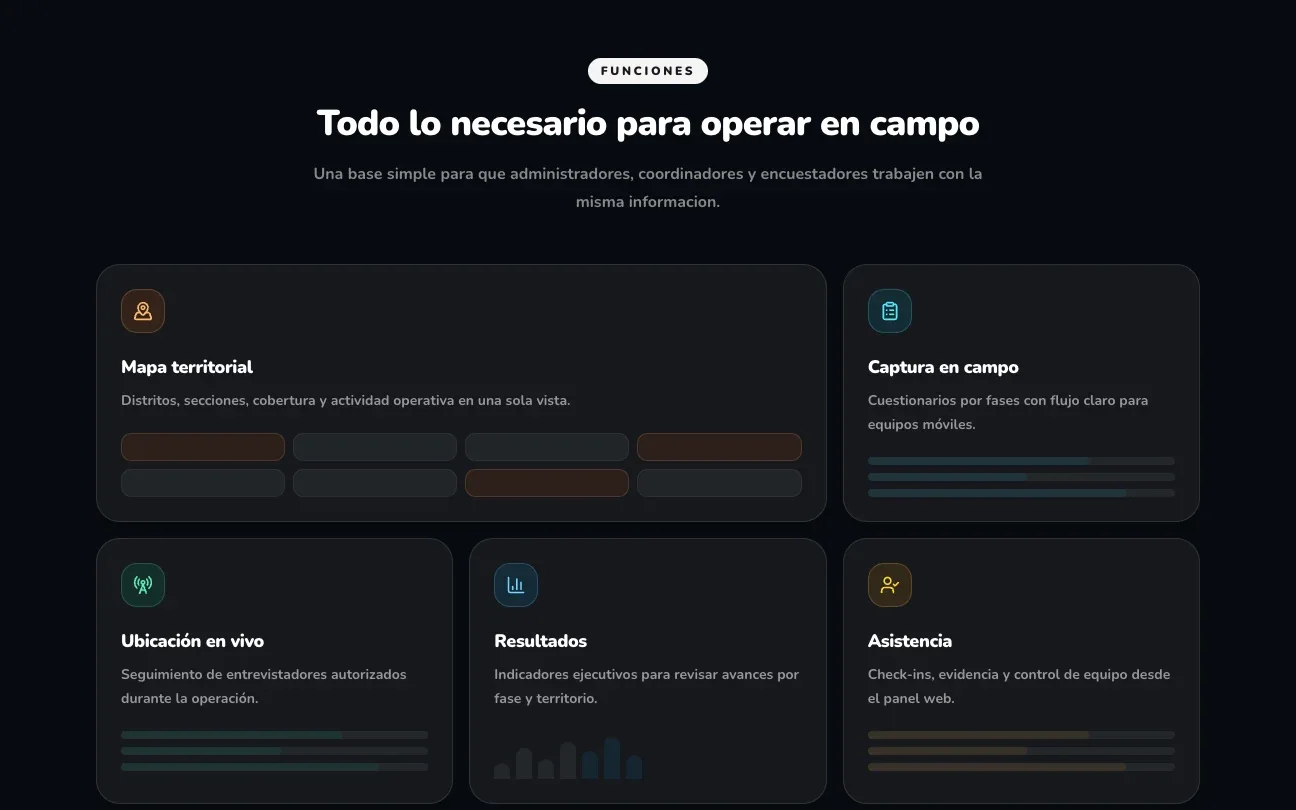 FUNCIONES
Todo lo necesario para operar en campo
Una base simple para que administradores, coordinadores y encuestadores trabajen con la
misma informacion.
Mapa territorial
Distritos, secciones, cobertura y actividad operativa en una sola vista.
Captura en campo
Cuestionarios por fases con flujo claro para
equipos móviles.
Ubicación en vivo
Seguimiento de entrevistadores autorizados
durante la operación.
Resultados
Indicadores ejecutivos para revisar avances por
fase y territorio.
Asistencia
Check-ins, evidencia y control de equipo desde
el panel web.